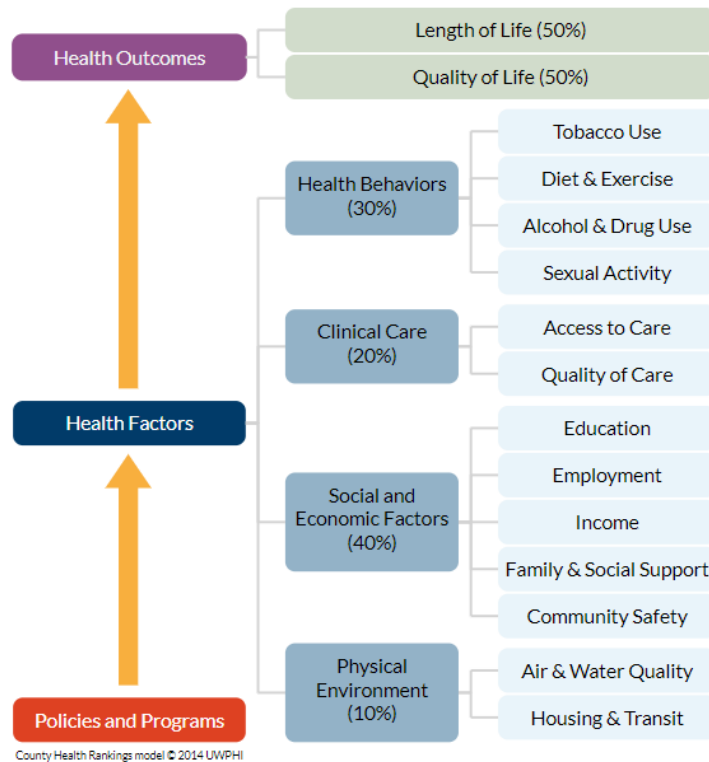 Health Outcomes
Length of Life (50%)
Quality of Life (50%)
Health Behaviors
(30%)
Tobacco Use
Diet & Exercise
Alcohol & Drug Use
Sexual Activity
Clinical Care
(20%)
Access to Care
Quality of Care
Health Factors
Social and
Economic Factors
(40%)
Education
Employment
Income
Family & Social Support
Community Safety
Physical
Environment
(10%)
Air & Water Quality
Housing & Transit
Policies and Programs
County Health Rankings model © 2014 UWPHI